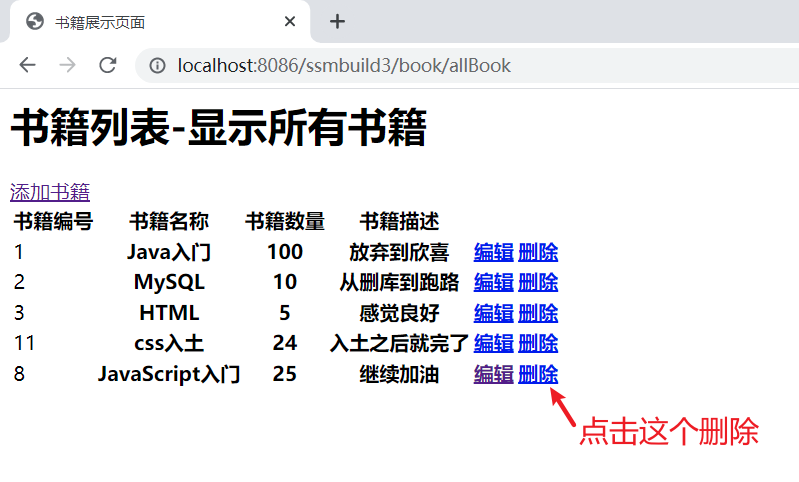 书籍展示页面
localhost:8086/ssmbuild3/book/allBook
书籍列表-显示所有书籍
添加书籍
书籍编号 书籍名称 书籍数量 书籍描述
1 Java入门 100 放弃到欣喜 编辑 删除
2 MySQL 10 从删库到跑路 编辑 删除
3 HTML 5 感觉良好 编辑 删除
11 css入土 24 入土之后就完了 编辑 删除
8 JavaScript入门 25 继续加油 编辑 删除
点击这个删除